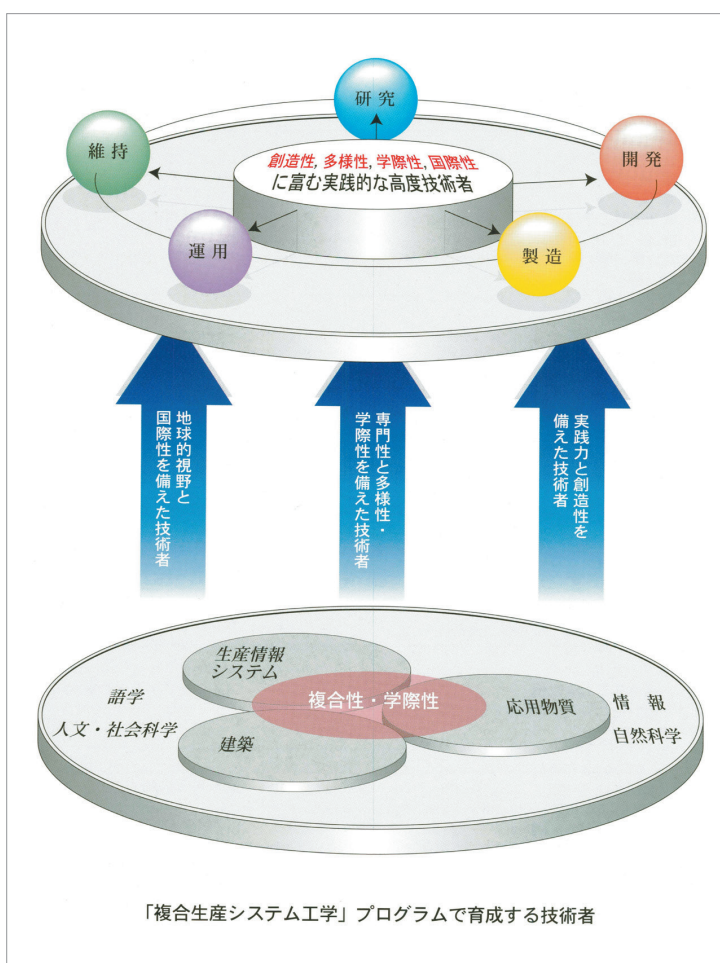 研究
維持
開発
創造性, 多様性, 学際性, 国際性
に富む実践的な高度技術者
運用
製造
地球的視野と
国際性を備えた技術者
専門性と多様性・
学際性を備えた技術者
実践力と創造性を
備えた技術者
生産情報
システム
語学
人文・社会科学
複合性・学際性
応用物質
情報
自然科学
建築
「複合生産システム工学」プログラムで育成する技術者